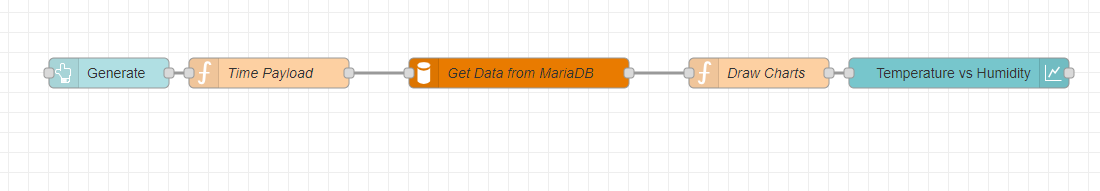 Generate
Time Payload
Get Data from MariaDB
Draw Charts
Temperature vs Humidity